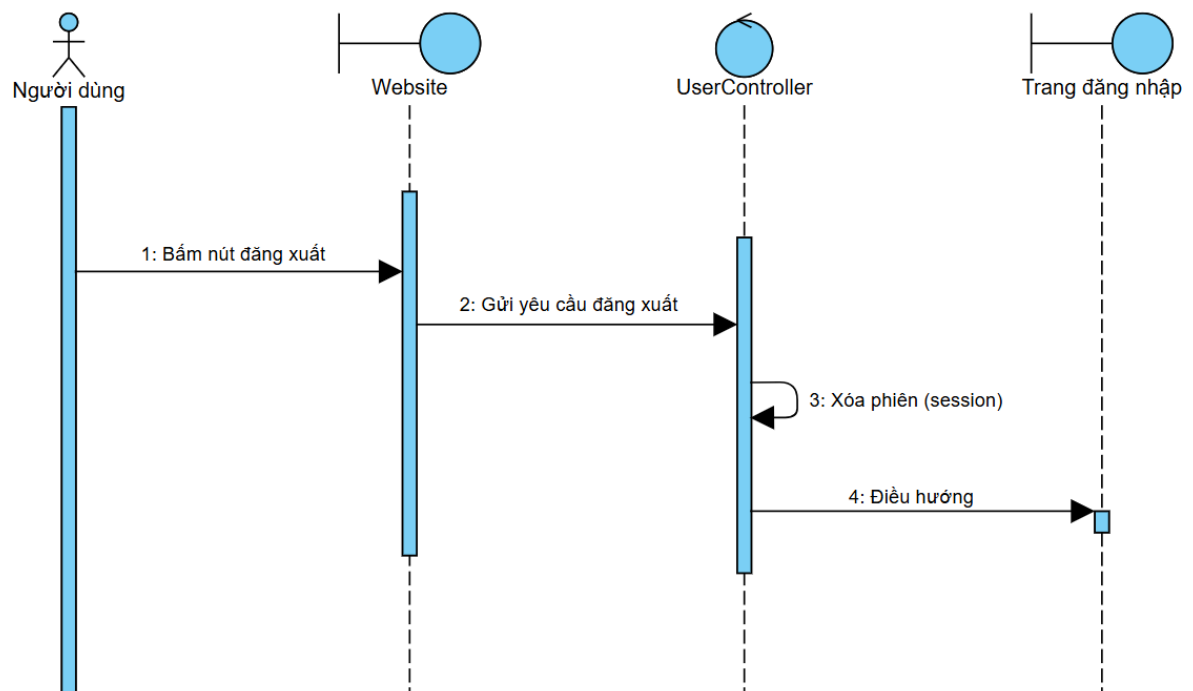 Người dùng
Website
UserController
Trang đăng nhập
1: Bấm nút đăng xuất
2: Gửi yêu cầu đăng xuất
3: Xóa phiên (session)
4: Điều hướng